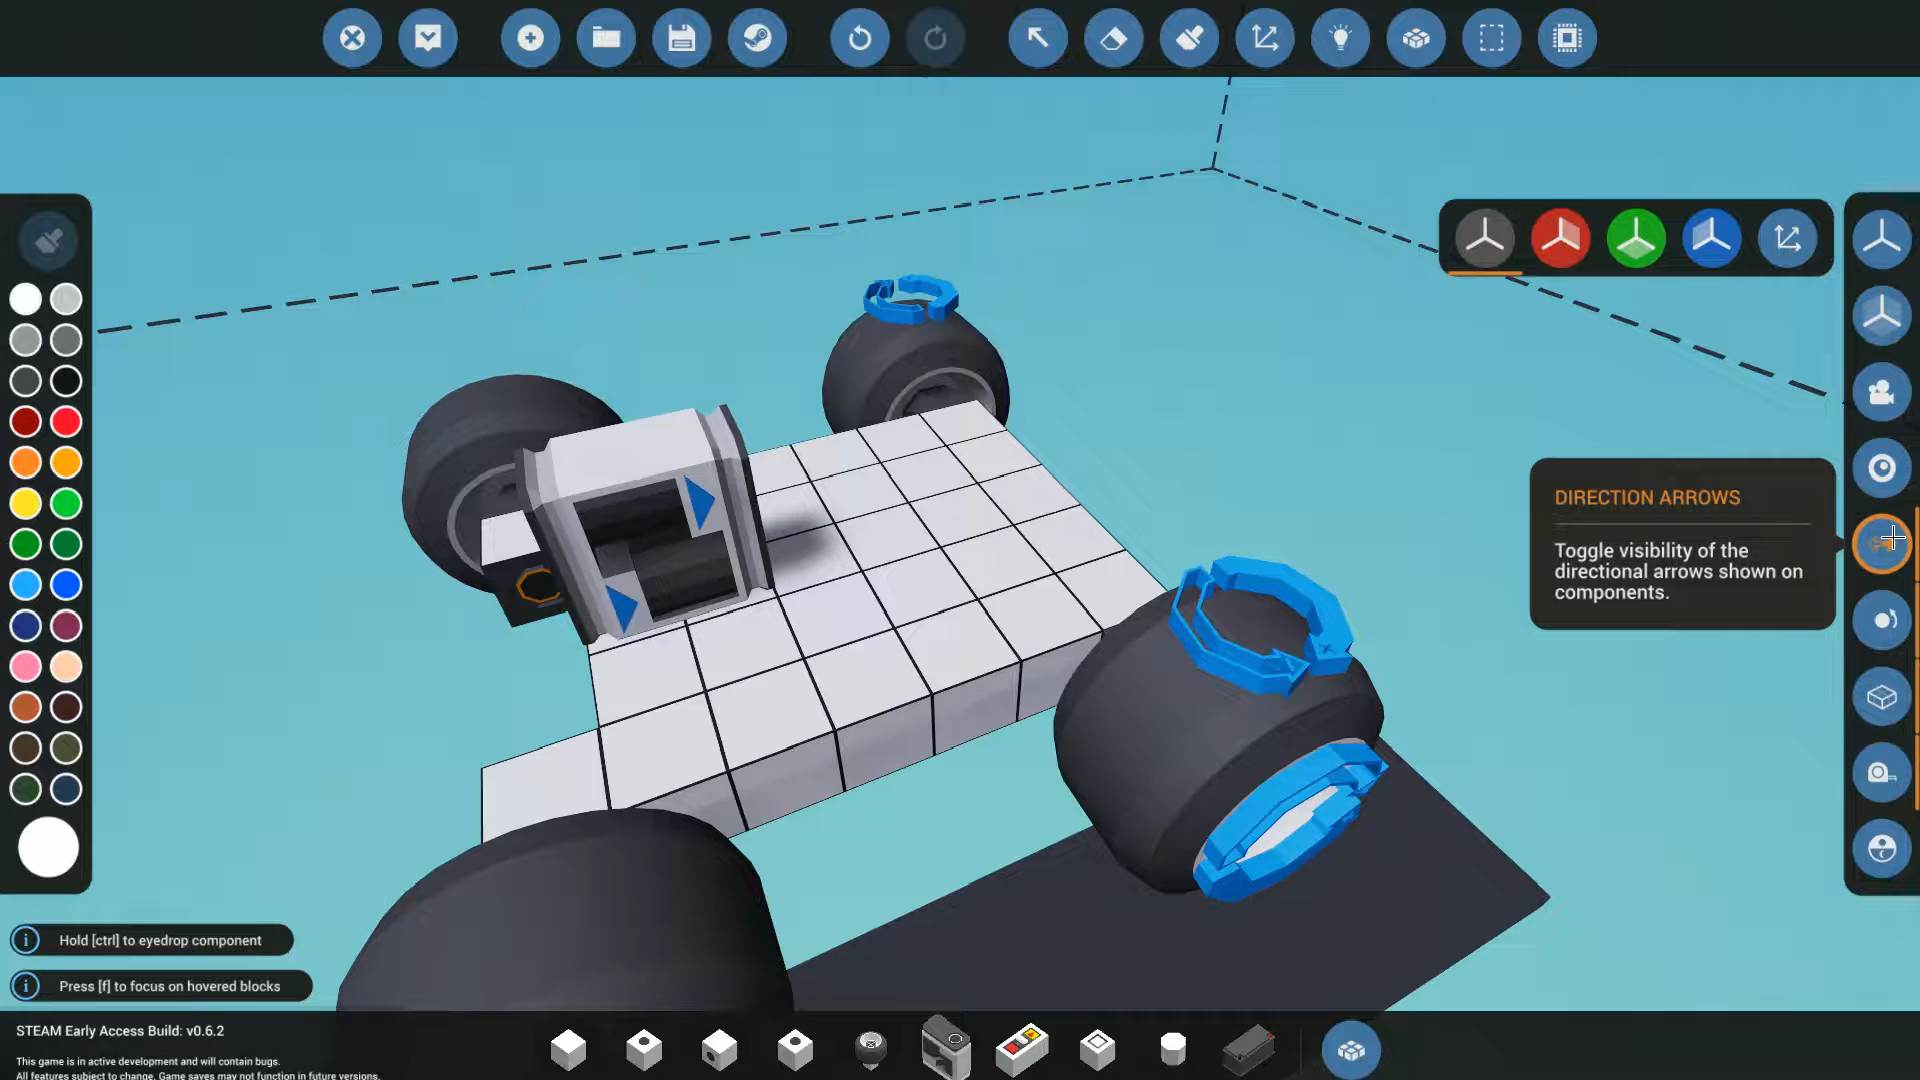 DIRECTION ARROWS
Toggle visibility of the
directional arrows shown on
components.
Hold [ctrl] to eyedrop component
Press [f] to focus on hovered blocks
STEAM Early Access Build: v0.6.2
This game is in active development and will contain bugs.
All features subject to change. Game saves may not function in future versions.